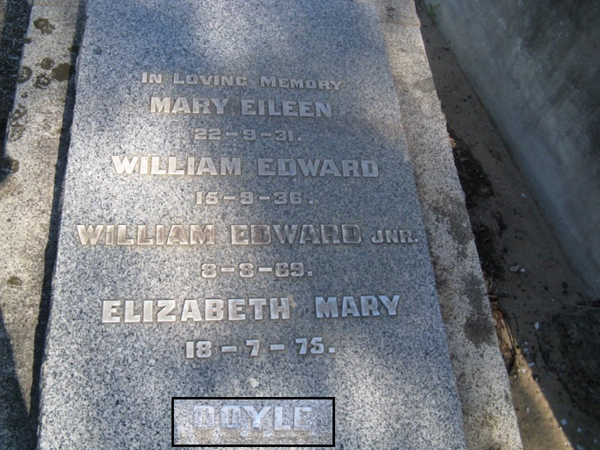 IN LOVING MEMORY
MARY EILEEN
22-9-31.
WILLIAM EDWARD
15-9-36.
WILLIAM EDWARD JNR.
8-8-69.
ELIZABETH MARY
18-7-75.
DOYLE